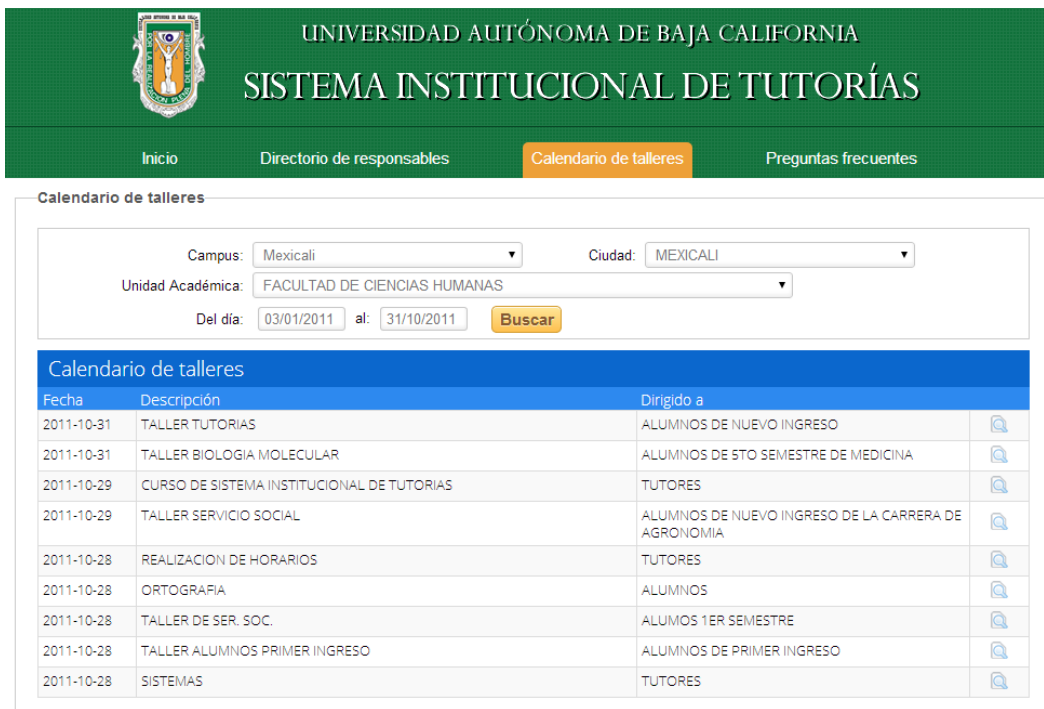 UNIVERSIDAD AUTÓNOMA DE BAJA CALIFORNIA
SISTEMA INSTITUCIONAL DE TUTORÍAS
POR LA REALIZACION PLENA DEL HOMBRE
Inicio Directorio de responsables Calendario de talleres Preguntas frecuentes
Calendario de talleres
Campus: Mexicali Ciudad: MEXICALI
Unidad Académica: FACULTAD DE CIENCIAS HUMANAS
Del día: 03/01/2011 al: 31/10/2011 Buscar
Calendario de talleres
Fecha Descripción Dirigido a
2011-10-31 TALLER TUTORIAS ALUMNOS DE NUEVO INGRESO
2011-10-31 TALLER BIOLOGIA MOLECULAR ALUMNOS DE 5TO SEMESTRE DE MEDICINA
2011-10-29 CURSO DE SISTEMA INSTITUCIONAL DE TUTORIAS TUTORES
2011-10-29 TALLER SERVICIO SOCIAL ALUMNOS DE NUEVO INGRESO DE LA CARRERA DE
AGRONOMIA
2011-10-28 REALIZACION DE HORARIOS TUTORES
2011-10-28 ORTOGRAFIA ALUMNOS
2011-10-28 TALLER DE SER. SOC. ALUMOS 1ER SEMESTRE
2011-10-28 TALLER ALUMNOS PRIMER INGRESO ALUMNOS DE PRIMER INGRESO
2011-10-28 SISTEMAS TUTORES